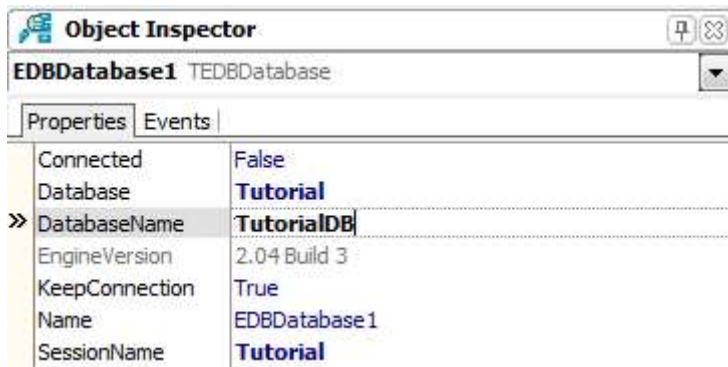 Object Inspector
EDBDatabase1 TEDBDatabase
Properties Events
Connected False
Database Tutorial
DatabaseName TutorialDB
EngineVersion 2.04 Build 3
KeepConnection True
Name EDBDatabase1
SessionName Tutorial